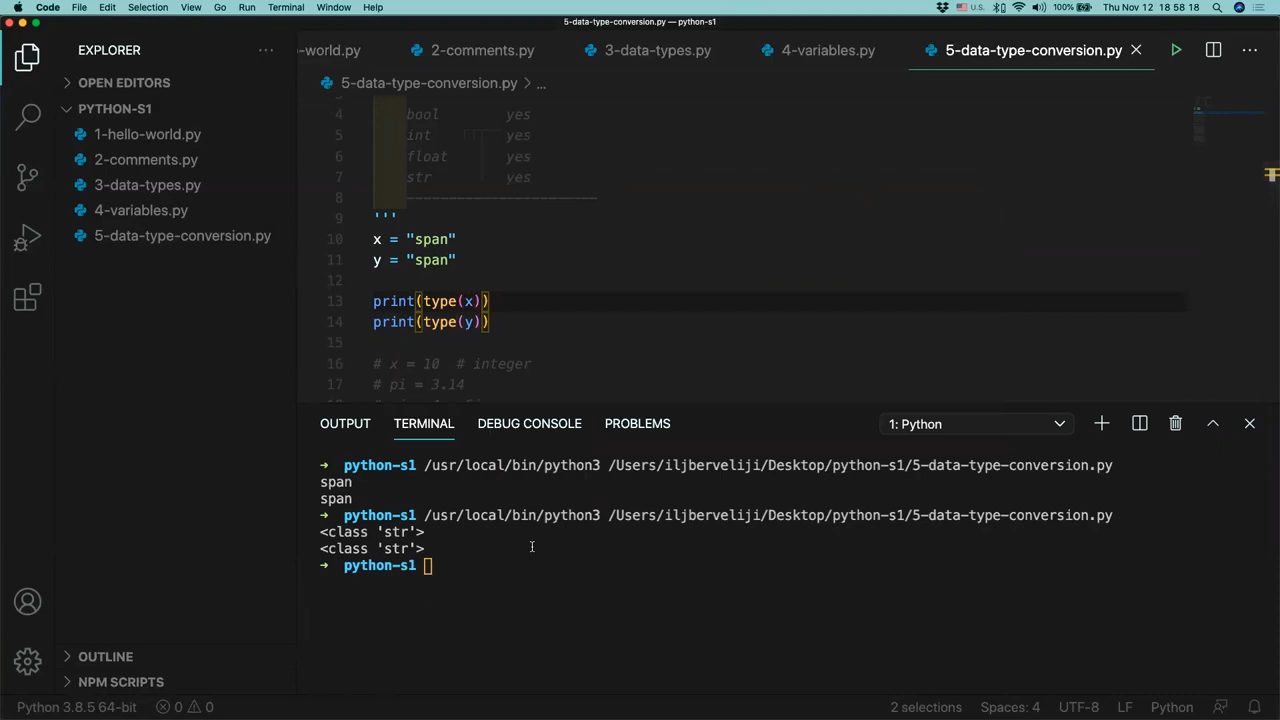 Code File Edit Selection View Go Run Terminal Window Help U.S. 100% Thu Nov 12 18 58 18
5-data-type-conversion.py — python-s1
EXPLORER
-world.py 2-comments.py 3-data-types.py 4-variables.py 5-data-type-conversion.py
OPEN EDITORS
PYTHON-S1
1-hello-world.py
2-comments.py
3-data-types.py
4-variables.py
5-data-type-conversion.py
OUTLINE
NPM SCRIPTS
5-data-type-conversion.py > ...
4 bool yes
5 int yes
6 float yes
7 str yes
8 ----------------------
9 '''
10 x = "span"
11 y = "span"
12
13 print(type(x))
14 print(type(y))
15
16 # x = 10 # integer
17 # pi = 3.14
OUTPUT TERMINAL DEBUG CONSOLE PROBLEMS 1: Python
→ python-s1 /usr/local/bin/python3 /Users/iljberveliji/Desktop/python-s1/5-data-type-conversion.py
span
span
→ python-s1 /usr/local/bin/python3 /Users/iljberveliji/Desktop/python-s1/5-data-type-conversion.py
<class 'str'>
<class 'str'>
→ python-s1
Python 3.8.5 64-bit 0 0 2 selections Spaces: 4 UTF-8 LF Python